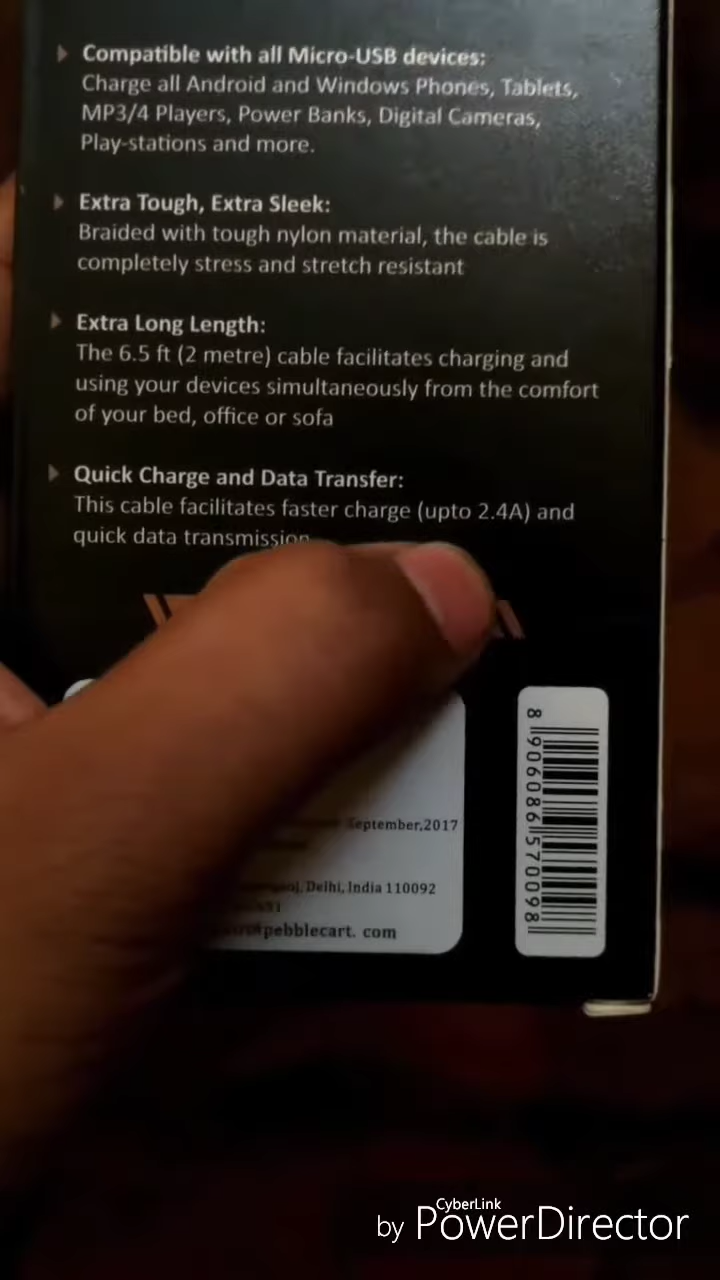 Compatible with all Micro-USB devices:
Charge all Android and Windows Phones, Tablets,
MP3/4 Players, Power Banks, Digital Cameras,
Play-stations and more.
Extra Tough, Extra Sleek:
Braided with tough nylon material, the cable is
completely stress and stretch resistant
Extra Long Length:
The 6.5 ft (2 metre) cable facilitates charging and
using your devices simultaneously from the comfort
of your bed, office or sofa
Quick Charge and Data Transfer:
This cable facilitates faster charge (upto 2.4A) and
quick data transmission
September,2017
Delhi, India 110092
pebblecart. com
8 906086 570098
CyberLink
by PowerDirector